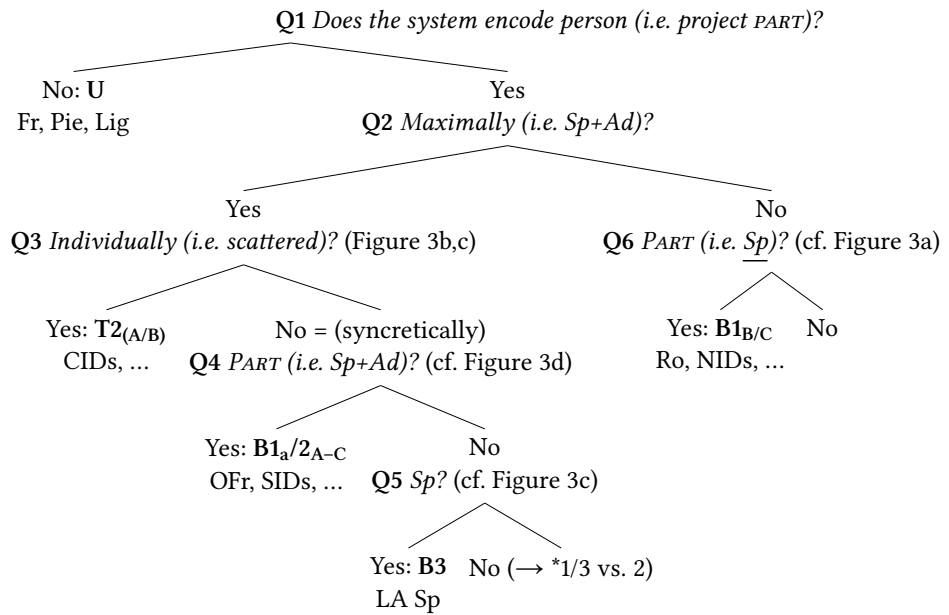 Q1 Does the system encode person (i.e. project PART)?
No: U Yes
Fr, Pie, Lig Q2 Maximally (i.e. Sp+Ad)?
Yes No
Q3 Individually (i.e. scattered)? (Figure 3b,c) Q6 PART (i.e. Sp)? (cf. Figure 3a)
Yes: T2(A/B) No = (syncretically) Yes: B1B/C No
CIDs, … Q4 PART (i.e. Sp+Ad)? (cf. Figure 3d) Ro, NIDs, …
Yes: B1a/2A–C No
OFr, SIDs, … Q5 Sp? (cf. Figure 3c)
Yes: B3 No (→ *1/3 vs. 2)
LA Sp